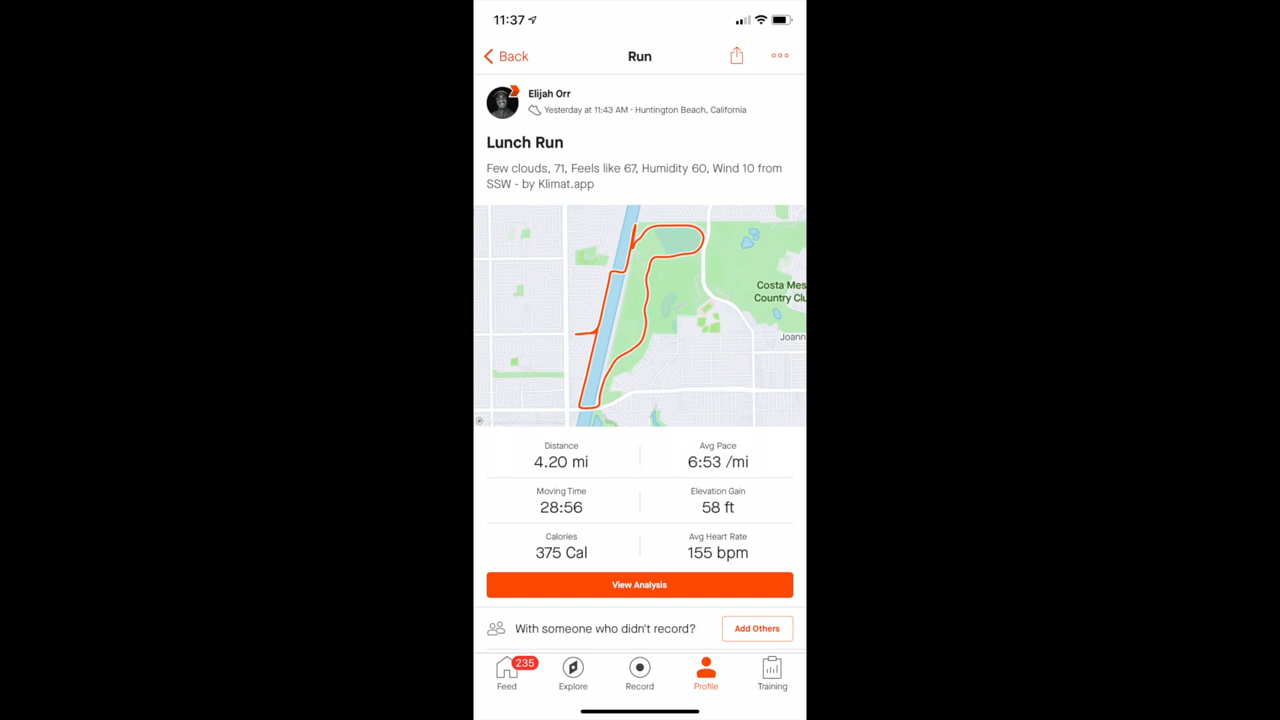 11:37
Back
Run
Elijah Orr
Yesterday at 11:43 AM · Huntington Beach, California
Lunch Run
Few clouds, 71, Feels like 67, Humidity 60, Wind 10 from
SSW - by Klimat.app
Costa Mes
Country Clu
Joann
Distance
4.20 mi
Avg Pace
6:53 /mi
Moving Time
28:56
Elevation Gain
58 ft
Calories
375 Cal
Avg Heart Rate
155 bpm
View Analysis
With someone who didn't record?
Add Others
235
Feed
Explore
Record
Profile
Training